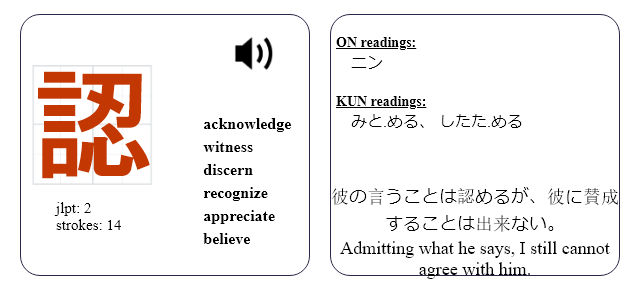 認
acknowledge
witness
discern
recognize
appreciate
believe
jlpt: 2
strokes: 14
ON readings:
ニン
KUN readings:
みと.める、 したた.める
彼の言うことは認めるが、彼に賛成
することは出来ない。
Admitting what he says, I still cannot
agree with him.